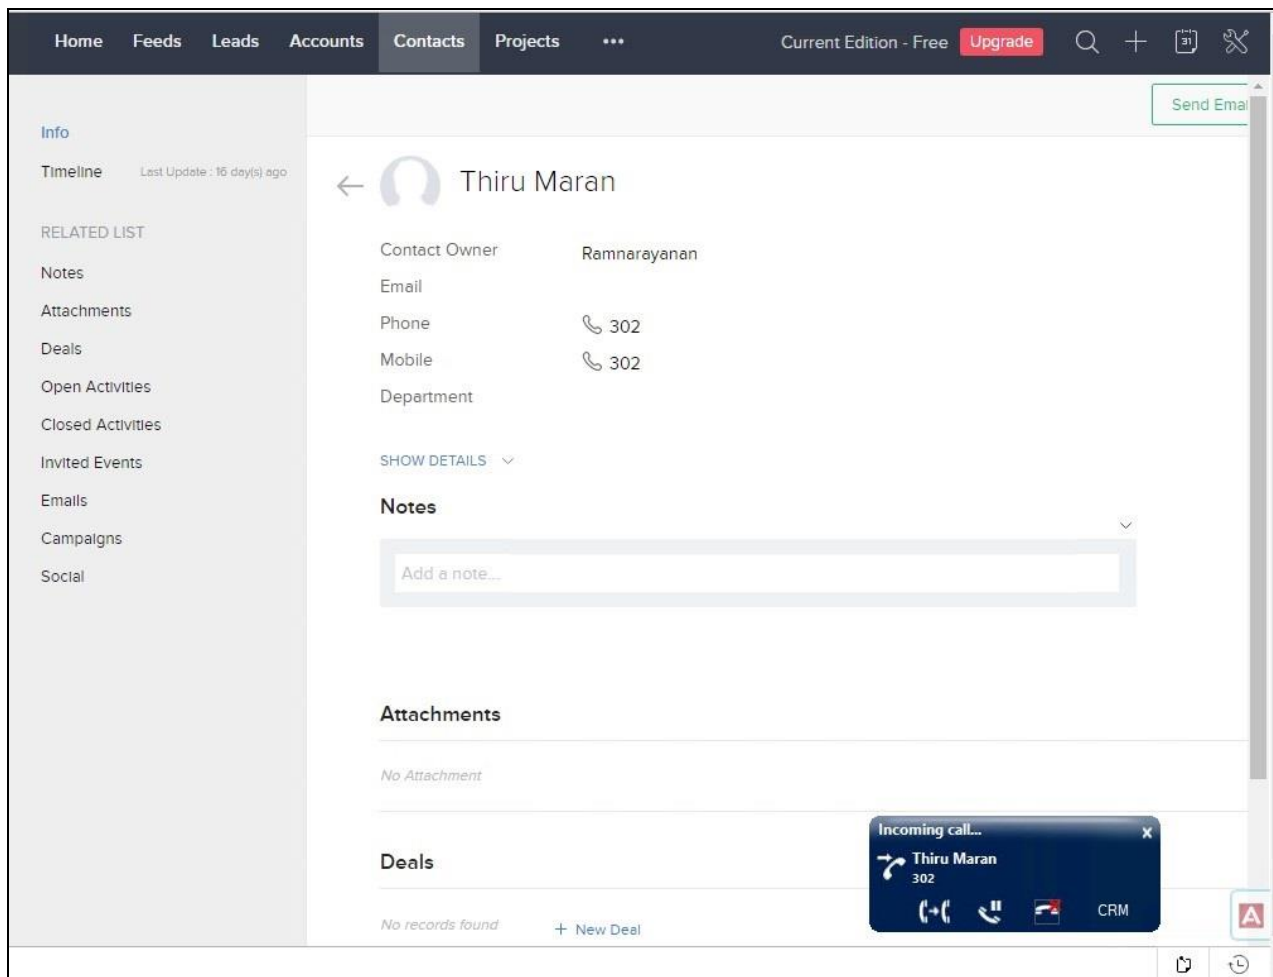 Home Feeds Leads Accounts Contacts Projects ••• Current Edition - Free Upgrade 31
Send Emai
Info
Timeline Last Update : 16 day(s) ago
RELATED LIST
Notes
Attachments
Deals
Open Activities
Closed Activities
Invited Events
Emails
Campaigns
Social
Thiru Maran
Contact Owner Ramnarayanan
Email
Phone 302
Mobile 302
Department
SHOW DETAILS
Notes
Add a note...
Attachments
No Attachment
Deals
No records found + New Deal
Incoming call... x
Thiru Maran
302
CRM
A